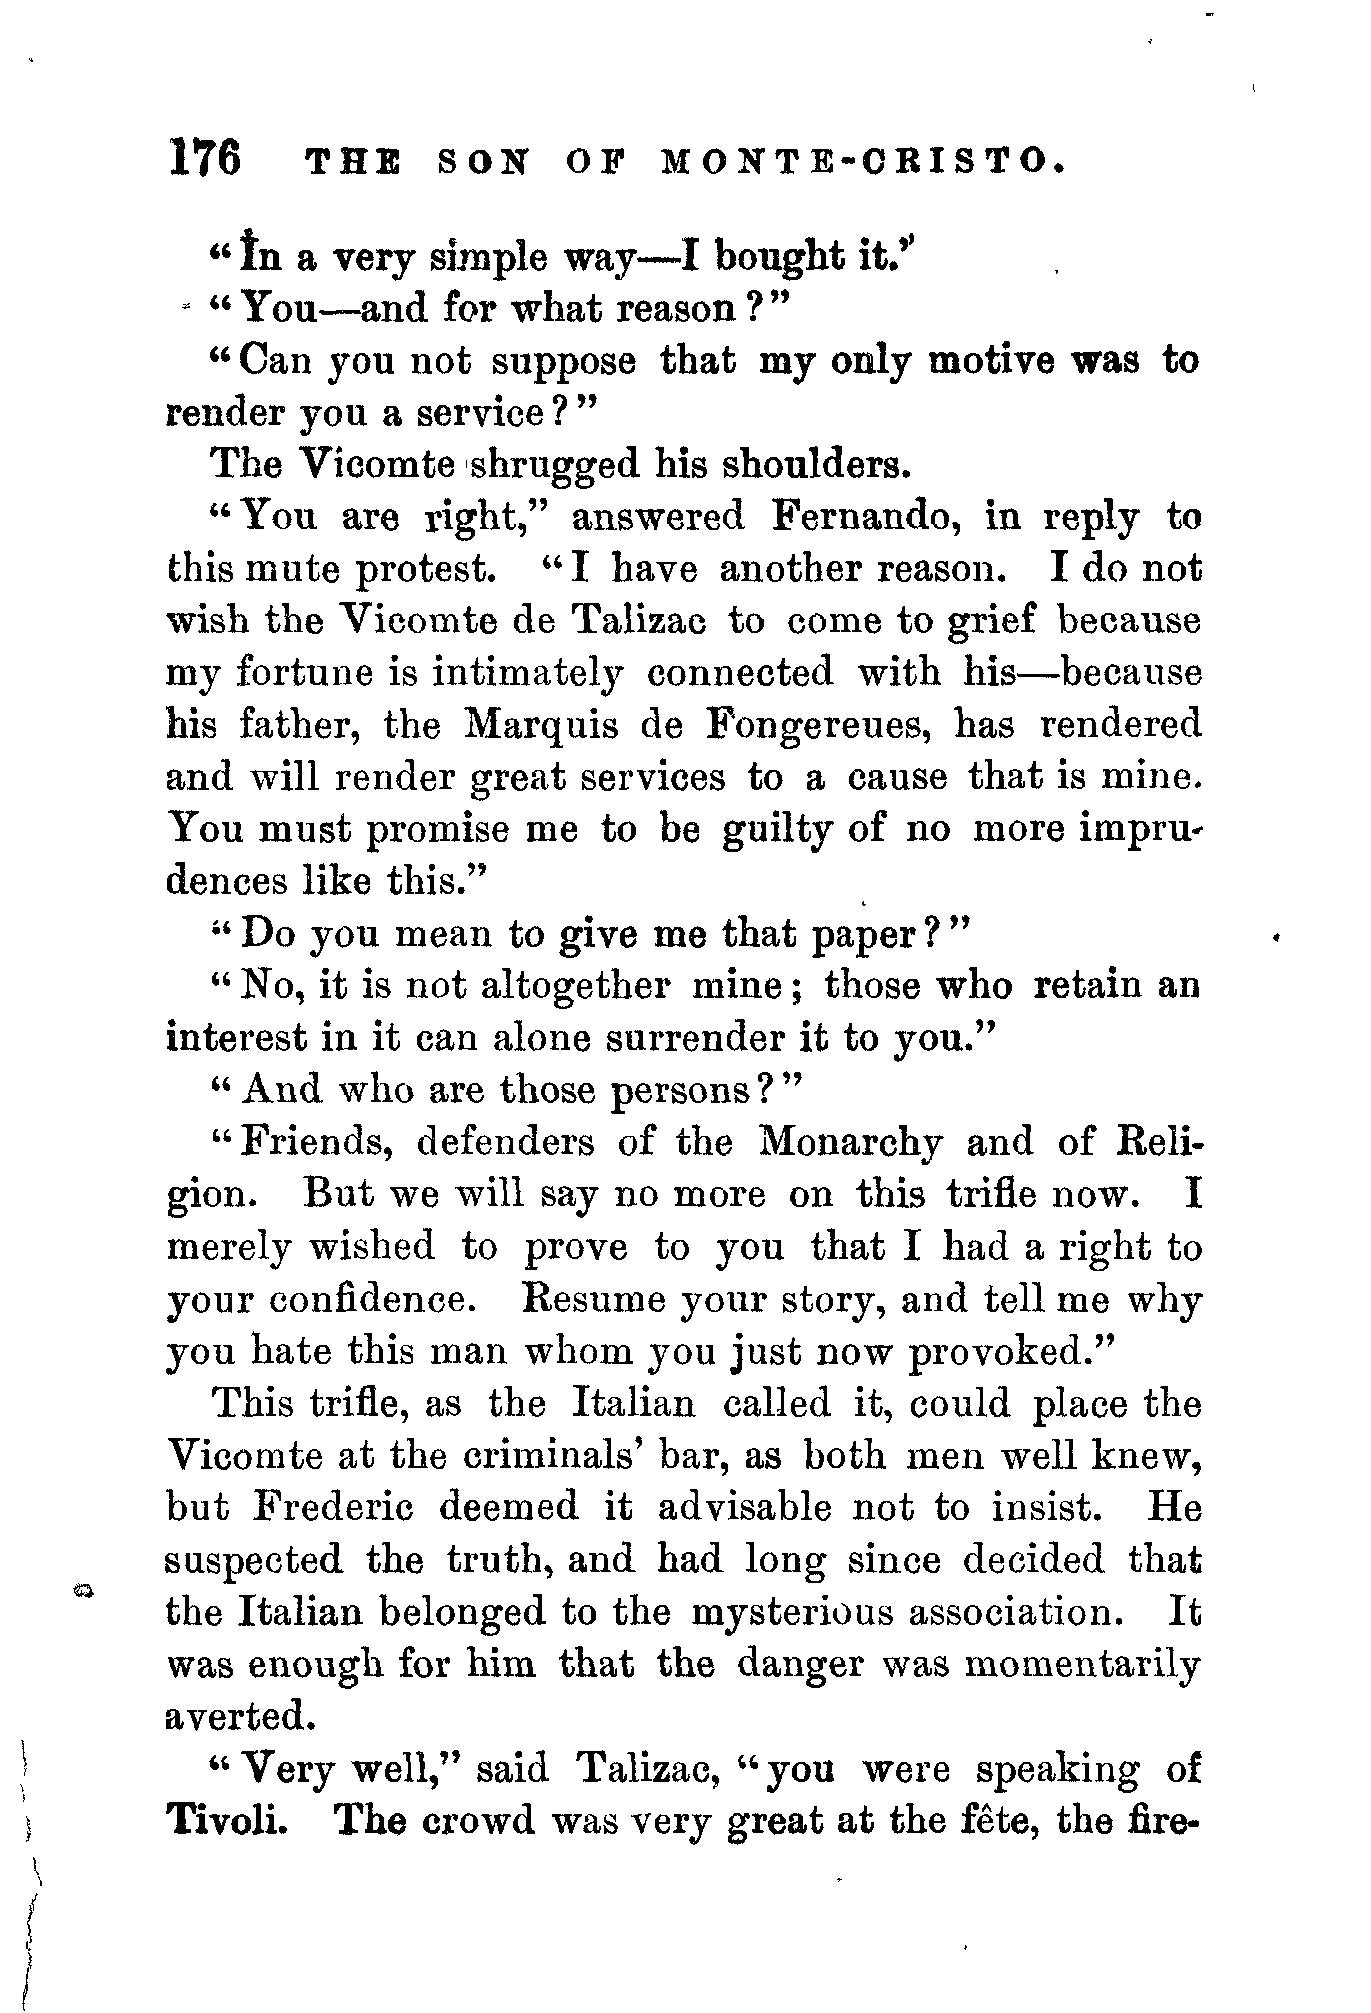 176 THE SON OF MONTE-CRISTO.
“In a very simple way—I bought it.”
“You—and for what reason?”
“Can you not suppose that my only motive was to
render you a service?”
The Vicomte shrugged his shoulders.
“You are right,” answered Fernando, in reply to
this mute protest. “I have another reason. I do not
wish the Vicomte de Talizac to come to grief because
my fortune is intimately connected with his—because
his father, the Marquis de Fongereues, has rendered
and will render great services to a cause that is mine.
You must promise me to be guilty of no more impru-
dences like this.”
“Do you mean to give me that paper?”
“No, it is not altogether mine; those who retain an
interest in it can alone surrender it to you.”
“And who are those persons?”
“Friends, defenders of the Monarchy and of Reli-
gion. But we will say no more on this trifle now. I
merely wished to prove to you that I had a right to
your confidence. Resume your story, and tell me why
you hate this man whom you just now provoked.”
This trifle, as the Italian called it, could place the
Vicomte at the criminals’ bar, as both men well knew,
but Frederic deemed it advisable not to insist. He
suspected the truth, and had long since decided that
the Italian belonged to the mysterious association. It
was enough for him that the danger was momentarily
averted.
“Very well,” said Talizac, “you were speaking of
Tivoli. The crowd was very great at the fête, the fire-